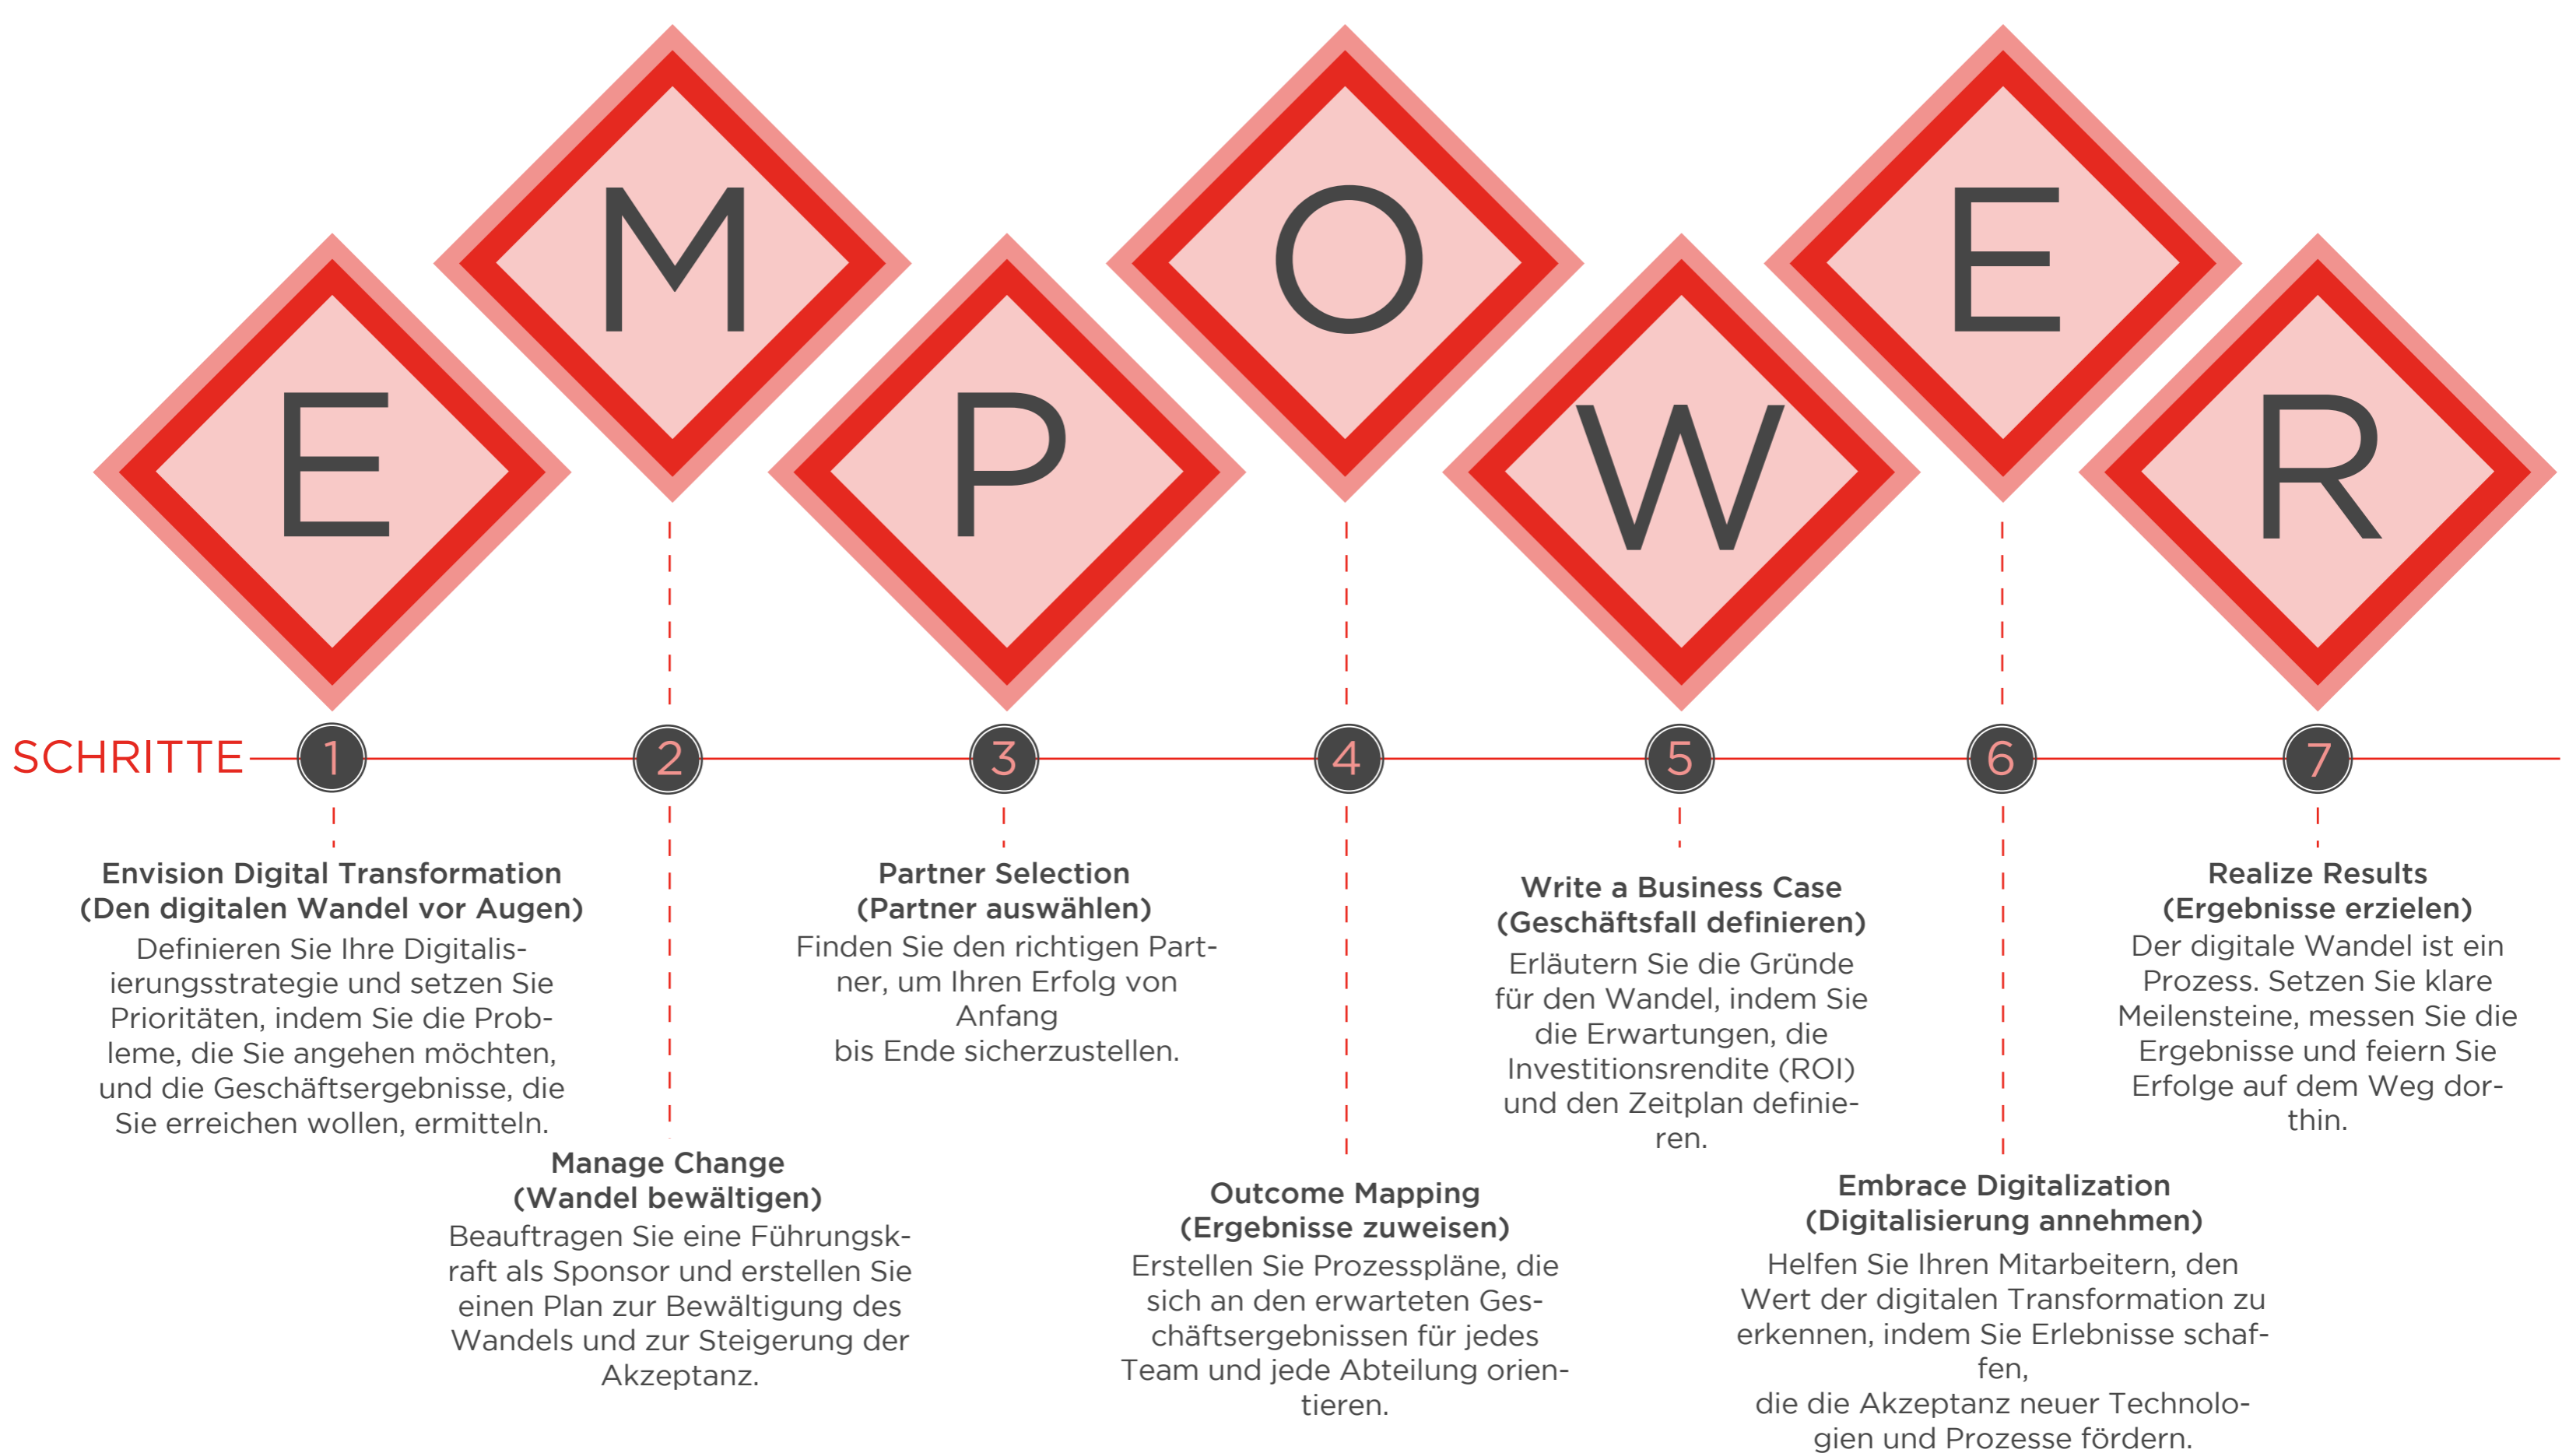 E
M
P
O
W
E
R
SCHRITTE
1
2
3
4
5
6
7
Envision Digital Transformation
(Den digitalen Wandel vor Augen)
Definieren Sie Ihre Digitalis-
ierungsstrategie und setzen Sie
Prioritäten, indem Sie die Prob-
leme, die Sie angehen möchten,
und die Geschäftsergebnisse, die
Sie erreichen wollen, ermitteln.
Manage Change
(Wandel bewältigen)
Beauftragen Sie eine Führungsk-
raft als Sponsor und erstellen Sie
einen Plan zur Bewältigung des
Wandels und zur Steigerung der
Akzeptanz.
Partner Selection
(Partner auswählen)
Finden Sie den richtigen Part-
ner, um Ihren Erfolg von
Anfang
bis Ende sicherzustellen.
Outcome Mapping
(Ergebnisse zuweisen)
Erstellen Sie Prozesspläne, die
sich an den erwarteten Ges-
chäftsergebnissen für jedes
Team und jede Abteilung orien-
tieren.
Write a Business Case
(Geschäftsfall definieren)
Erläutern Sie die Gründe
für den Wandel, indem Sie
die Erwartungen, die
Investitionsrendite (ROI)
und den Zeitplan definie-
ren.
Embrace Digitalization
(Digitalisierung annehmen)
Helfen Sie Ihren Mitarbeitern, den
Wert der digitalen Transformation zu
erkennen, indem Sie Erlebnisse schaf-
fen,
die die Akzeptanz neuer Technolo-
gien und Prozesse fördern.
Realize Results
(Ergebnisse erzielen)
Der digitale Wandel ist ein
Prozess. Setzen Sie klare
Meilensteine, messen Sie die
Ergebnisse und feiern Sie
Erfolge auf dem Weg dor-
thin.